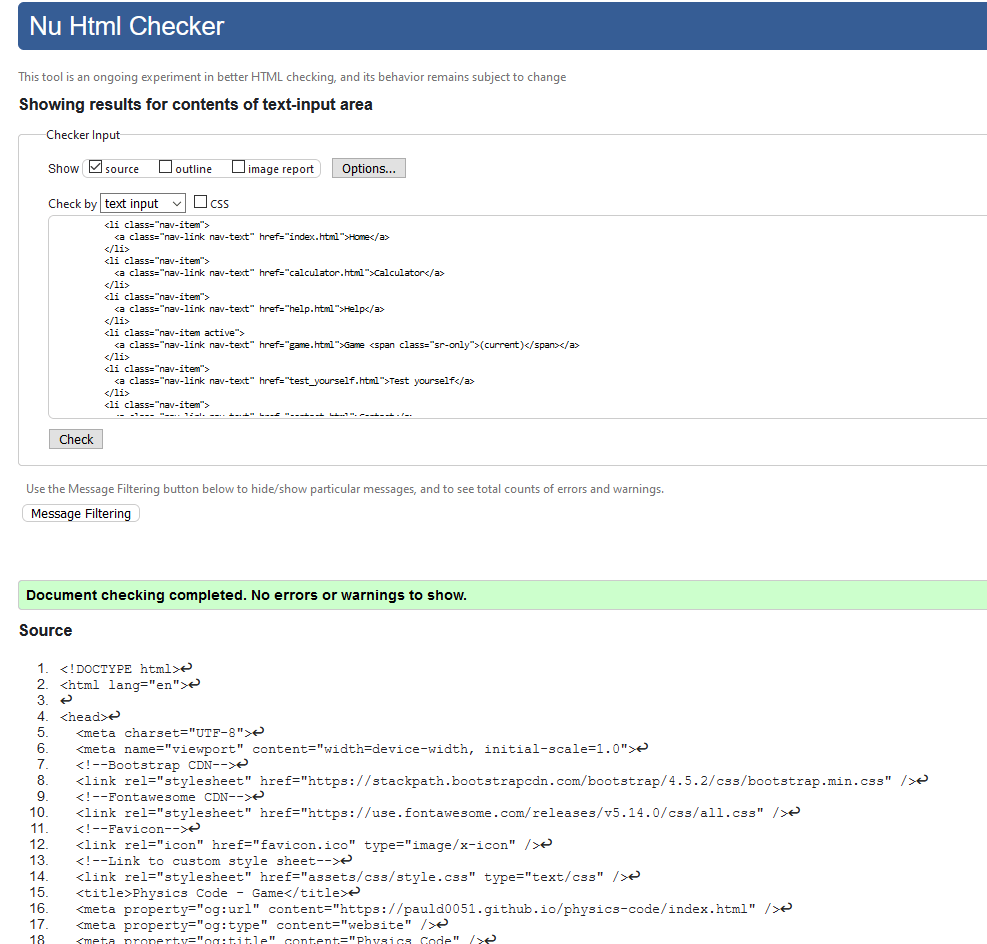 Nu Html Checker
This tool is an ongoing experiment in better HTML checking, and its behavior remains subject to change
Showing results for contents of text-input area
Checker Input
Show source outline image report Options...
Check by text input CSS
<li class="nav-item">
<a class="nav-link nav-text" href="index.html">Home</a>
</li>
<li class="nav-item">
<a class="nav-link nav-text" href="calculator.html">Calculator</a>
</li>
<li class="nav-item">
<a class="nav-link nav-text" href="help.html">Help</a>
</li>
<li class="nav-item active">
<a class="nav-link nav-text" href="game.html">Game <span class="sr-only">(current)</span></a>
</li>
<li class="nav-item">
<a class="nav-link nav-text" href="test_yourself.html">Test yourself</a>
</li>
<li class="nav-item">
Check
Use the Message Filtering button below to hide/show particular messages, and to see total counts of errors and warnings.
Message Filtering
Document checking completed. No errors or warnings to show.
Source
1. <!DOCTYPE html>↩
2. <html lang="en">↩
3. ↩
4. <head>↩
5. <meta charset="UTF-8">↩
6. <meta name="viewport" content="width=device-width, initial-scale=1.0">↩
7. <!--Bootstrap CDN-->↩
8. <link rel="stylesheet" href="https://stackpath.bootstrapcdn.com/bootstrap/4.5.2/css/bootstrap.min.css" />↩
9. <!--Fontawesome CDN-->↩
10. <link rel="stylesheet" href="https://use.fontawesome.com/releases/v5.14.0/css/all.css" />↩
11. <!--Favicon-->↩
12. <link rel="icon" href="favicon.ico" type="image/x-icon" />↩
13. <!--Link to custom style sheet-->↩
14. <link rel="stylesheet" href="assets/css/style.css" type="text/css" />↩
15. <title>Physics Code - Game</title>↩
16. <meta property="og:url" content="https://pauld0051.github.io/physics-code/index.html" />↩
17. <meta property="og:type" content="website" />↩
18 <meta property="og:title" content="Physics Code" />↩